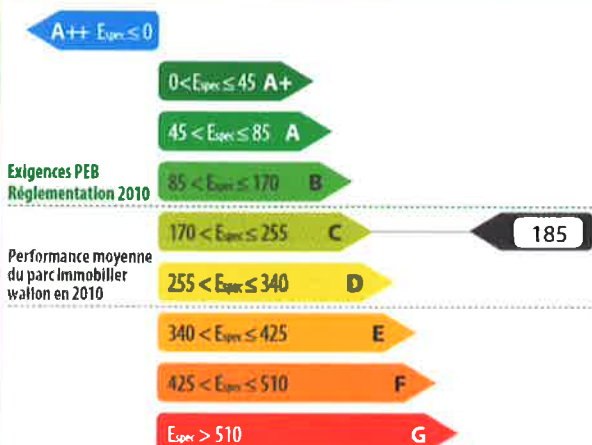 A++ Espec ≤ 0
0 < Espec ≤ 45 A+
45 < Espec ≤ 85 A
Exigences PEB
Réglementation 2010
85 < Espec ≤ 170 B
170 < Espec ≤ 255 C
185
Performance moyenne
du parc immobilier
wallon en 2010
255 < Espec ≤ 340 D
340 < Espec ≤ 425 E
425 < Espec ≤ 510 F
Espec > 510 G